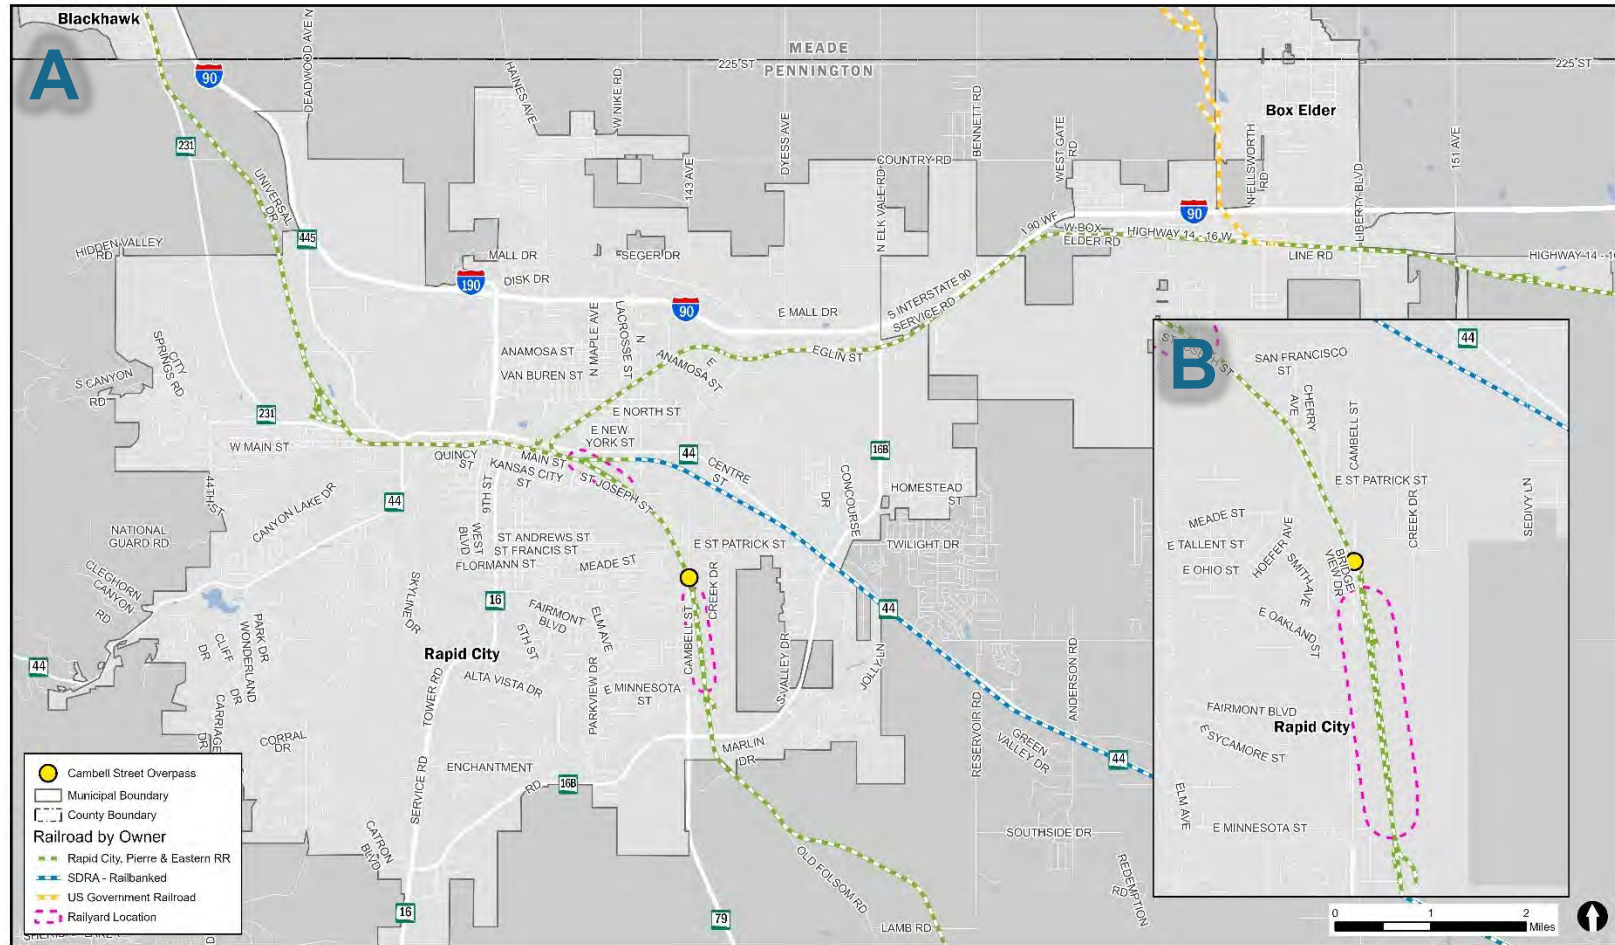 Blackhawk
A
90
DEADWOOD AVE N
HAINES AVE
W NIKE RD
MEADE
225 ST
PENNINGTON
225 ST
Box Elder
231
143 AVE
DYESS AVE
BENNETT RD
COUNTRY RD
N ELK VALE RD
WEST GATE
RD
N ELLSWORTH
RD
LIBERTY BLVD
151 AVE
UNIVERSAL
DR
445
HIDDEN VALLEY
RD
MALL DR
SEGER DR
190
DISK DR
90
E MALL DR
I 90 WF
W BOX
ELDER RD
HIGHWAY 14 - 16 W
90
LINE RD
HIGHWAY 14 - 16
S INTERSTATE 90
SERVICE RD
N MAPLE AVE
N
LACROSSE ST
CITY
SPRINGS RD
S CANYON
RD
ANAMOSA ST
VAN BUREN ST
E
ANAMOSA ST
EGLIN ST
231
E NORTH ST
E NEW
YORK ST
W MAIN ST
QUINCY
ST
MAIN ST
KANSAS CITY
ST
ST JOSEPH ST
44
CENTRE
ST
16B
HOMESTEAD
ST
CONCOURSE
DR
44TH ST
CANYON LAKE DR
44
NATIONAL
GUARD RD
9TH ST
WEST
BLVD
ST ANDREWS ST
ST FRANCIS ST
FLORMANN ST
MEADE ST
E ST PATRICK ST
TWILIGHT DR
CLEGHORN
CANYON
RD
SKYLINE DR
16
FAIRMONT
BLVD
5TH ST
ELM AVE
CREEK DR
CAMBELL ST
44
44
PARK DR
WONDERLAND
DR
CLIFF
DR
Rapid City
ALTA VISTA DR
E MINNESOTA
ST
PARKVIEW DR
S VALLEY DR
JOLLY LN
TOWER RD
CARRIAGE
DR
CORRAL
DR
SERVICE RD
ENCHANTMENT
RD
16B
MARLIN
DR
RESERVOIR RD
ANDERSON RD
GREEN
VALLEY DR
44
CATRON
BLVD
SOUTHSIDE DR
OLD FOLSOM RD
REDEMPTION
RD
16
79
LAMB RD
Cambell Street Overpass
Municipal Boundary
County Boundary
Railroad by Owner
Rapid City, Pierre & Eastern RR
SDRA - Railbanked
US Government Railroad
Railyard Location
B
SAN FRANCISCO
ST
44
CHERRY
AVE
CAMBELL ST
E ST PATRICK ST
CREEK DR
SEDIVY LN
MEADE ST
E TALLENT ST
E OHIO ST
HOEFER AVE
SMITH AVE
BRIDGE
VIEW DR
E OAKLAND ST
FAIRMONT BLVD
Rapid City
E SYCAMORE ST
ELM AVE
E MINNESOTA ST
0 1 2
Miles